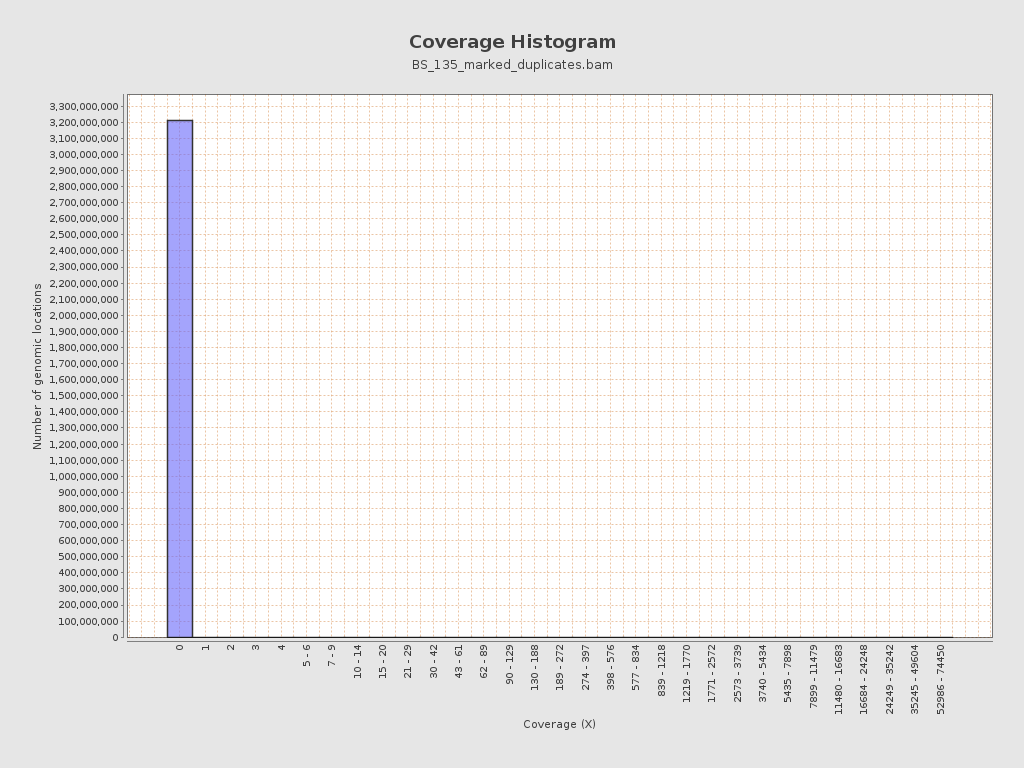 Coverage Histogram
BS_135_marked_duplicates.bam
Number of genomic locations
3,300,000,000
3,200,000,000
3,100,000,000
3,000,000,000
2,900,000,000
2,800,000,000
2,700,000,000
2,600,000,000
2,500,000,000
2,400,000,000
2,300,000,000
2,200,000,000
2,100,000,000
2,000,000,000
1,900,000,000
1,800,000,000
1,700,000,000
1,600,000,000
1,500,000,000
1,400,000,000
1,300,000,000
1,200,000,000
1,100,000,000
1,000,000,000
900,000,000
800,000,000
700,000,000
600,000,000
500,000,000
400,000,000
300,000,000
200,000,000
100,000,000
0
0
1
2
3
4
5 - 6
7 - 9
10 - 14
15 - 20
21 - 29
30 - 42
43 - 61
62 - 89
90 - 129
130 - 188
189 - 272
274 - 397
398 - 576
577 - 834
839 - 1218
1219 - 1770
1771 - 2572
2573 - 3739
3740 - 5434
5435 - 7898
7899 - 11479
11480 - 16683
16684 - 24248
24249 - 35242
35245 - 49604
52986 - 74450
Coverage (X)